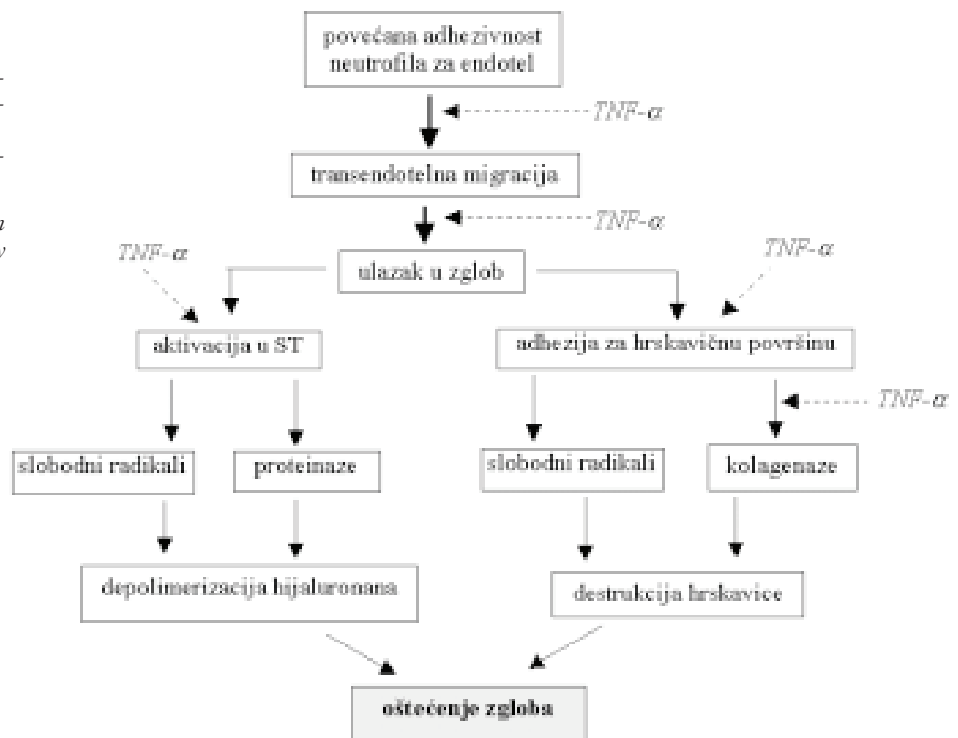 povećana adhezivnost
neutrofila za endotel
TNF-α
transendotelna migracija
TNF-α
TNF-α
TNF-α
ulazak u zglob
aktivacija u ST
adhezija za hrskavičnu površinu
TNF-α
slobodni radikali
proteinaze
slobodni radikali
kolagenaze
depolimerizacija hijaluronana
destrukcija hrskavice
oštećenje zgloba